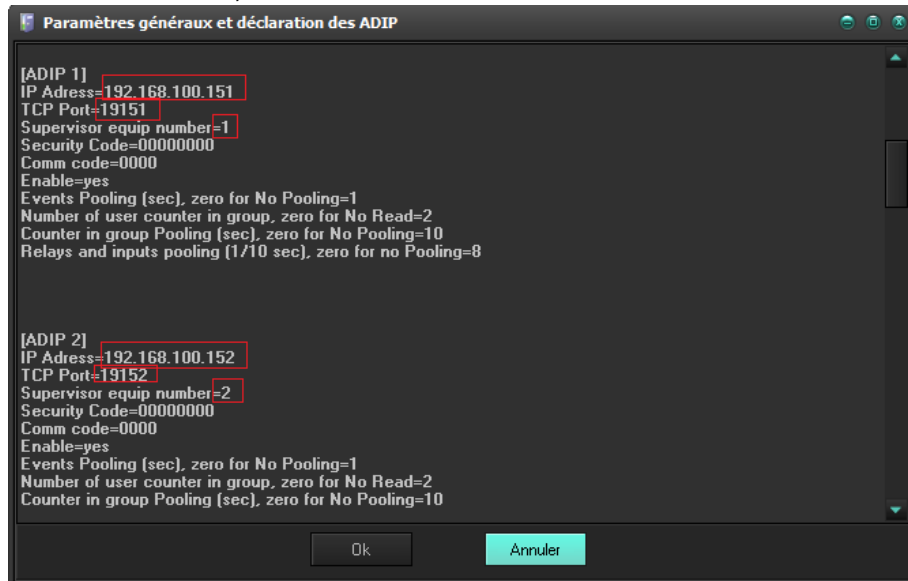 Paramètres généraux et déclaration des ADIP
[ADIP 1]
IP Adress=192.168.100.151
TCP Port=19151
Supervisor equip number=1
Security Code=00000000
Comm code=0000
Enable=yes
Events Pooling (sec), zero for No Pooling=1
Number of user counter in group, zero for No Read=2
Counter in group Pooling (sec), zero for No Pooling=10
Relays and inputs pooling (1/10 sec), zero for no Pooling=8
[ADIP 2]
IP Adress=192.168.100.152
TCP Port=19152
Supervisor equip number=2
Security Code=00000000
Comm code=0000
Enable=yes
Events Pooling (sec), zero for No Pooling=1
Number of user counter in group, zero for No Read=2
Counter in group Pooling (sec), zero for No Pooling=10
Ok
Annuler